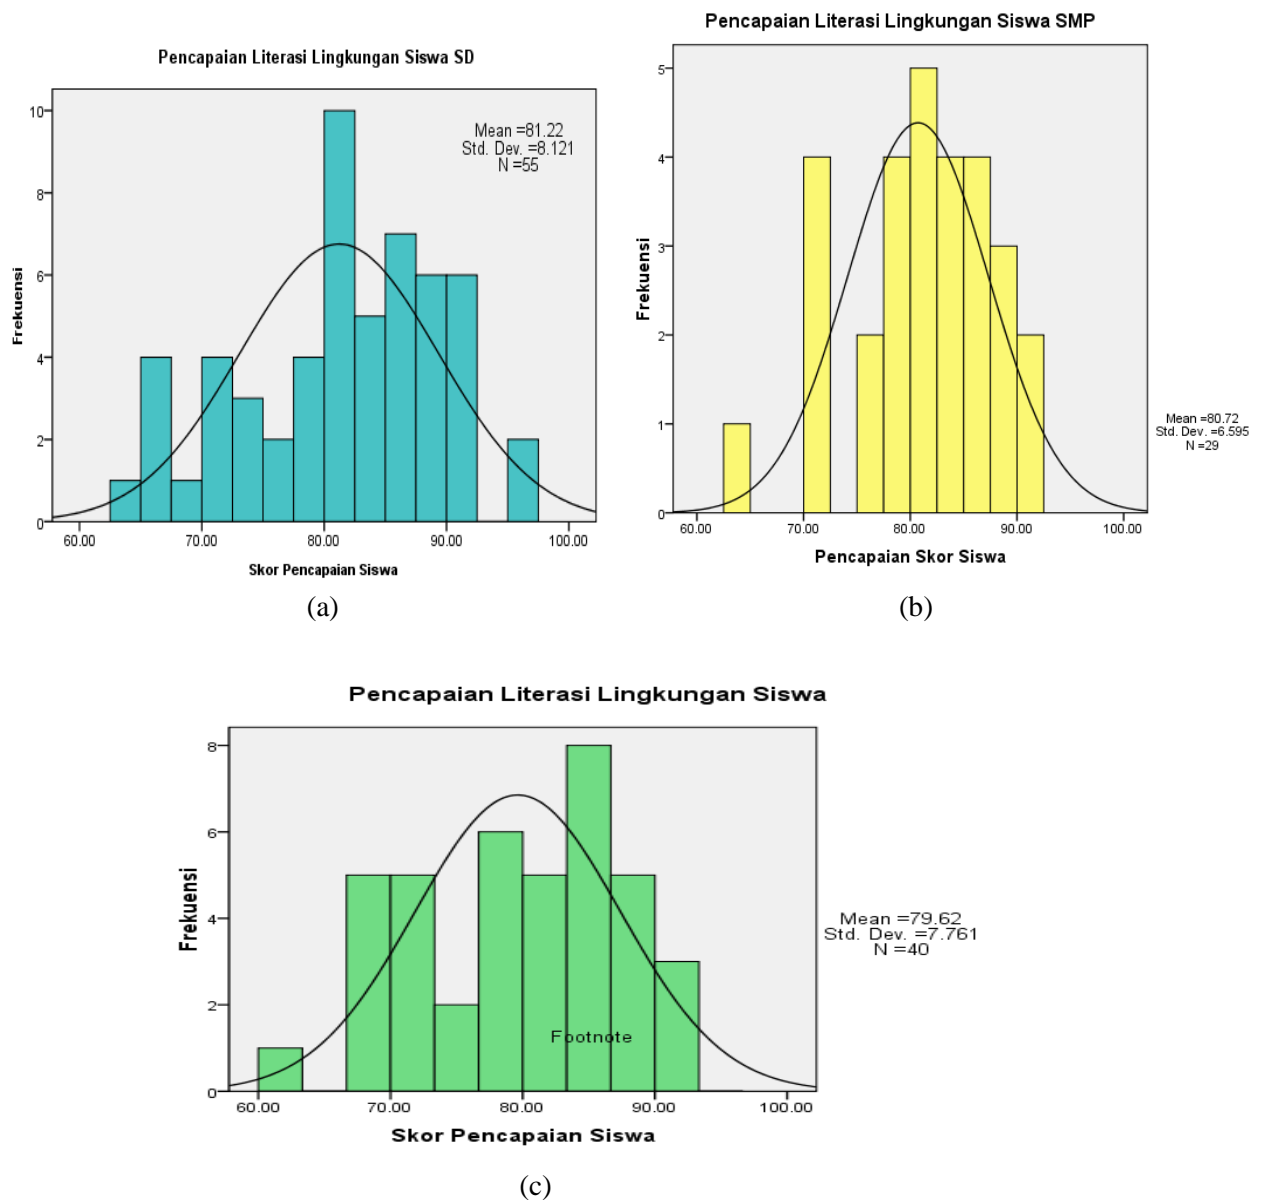 Pencapaian Literasi Lingkungan Siswa SD
Frekuensi
10
8
6
4
2
0
Mean =81.22
Std. Dev. =8.121
N =55
60.00 70.00 80.00 90.00 100.00
Skor Pencapaian Siswa
(a)
Pencapaian Literasi Lingkungan Siswa SMP
Frekuensi
5
4
3
2
1
0
Mean =80.72
Std. Dev. =6.595
N =29
60.00 70.00 80.00 90.00 100.00
Pencapaian Skor Siswa
(b)
Pencapaian Literasi Lingkungan Siswa
Frekuensi
8
6
4
2
0
Mean =79.62
Std. Dev. =7.761
N =40
Footnote
60.00 70.00 80.00 90.00 100.00
Skor Pencapaian Siswa
(c)